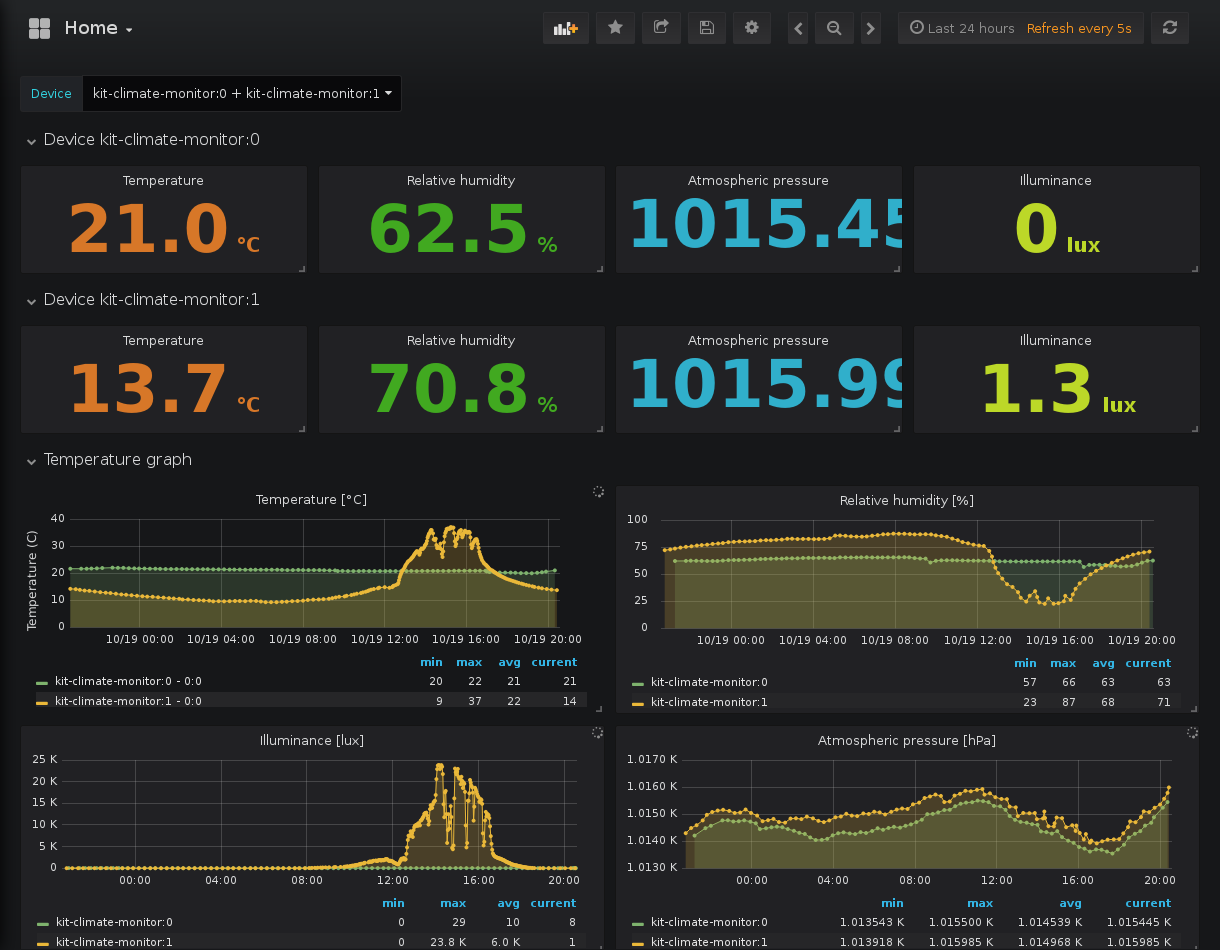 Home
Last 24 hours Refresh every 5s
Device kit-climate-monitor:0 + kit-climate-monitor:1
Device kit-climate-monitor:0
Temperature Relative humidity Atmospheric pressure Illuminance
21.0 °C 62.5 % 1015.45 0 lux
Device kit-climate-monitor:1
Temperature Relative humidity Atmospheric pressure Illuminance
13.7 °C 70.8 % 1015.99 1.3 lux
Temperature graph
Temperature [°C]
Temperature (C)
40
30
20
10
0
10/19 00:00 10/19 04:00 10/19 08:00 10/19 12:00 10/19 16:00 10/19 20:00
min max avg current
kit-climate-monitor:0 - 0:0 20 22 21 21
kit-climate-monitor:1 - 0:0 9 37 22 14
Relative humidity [%]
100
75
50
25
0
10/19 00:00 10/19 04:00 10/19 08:00 10/19 12:00 10/19 16:00 10/19 20:00
min max avg current
kit-climate-monitor:0 57 66 63 63
kit-climate-monitor:1 23 87 68 71
Illuminance [lux]
25 K
20 K
15 K
10 K
5 K
0
00:00 04:00 08:00 12:00 16:00 20:00
min max avg current
kit-climate-monitor:0 0 29 10 8
kit-climate-monitor:1 0 23.8 K 6.0 K 1
Atmospheric pressure [hPa]
1.0170 K
1.0160 K
1.0150 K
1.0140 K
1.0130 K
00:00 04:00 08:00 12:00 16:00 20:00
min max avg current
kit-climate-monitor:0 1.013543 K 1.015500 K 1.014539 K 1.015445 K
kit-climate-monitor:1 1.013918 K 1.015985 K 1.014968 K 1.015985 K